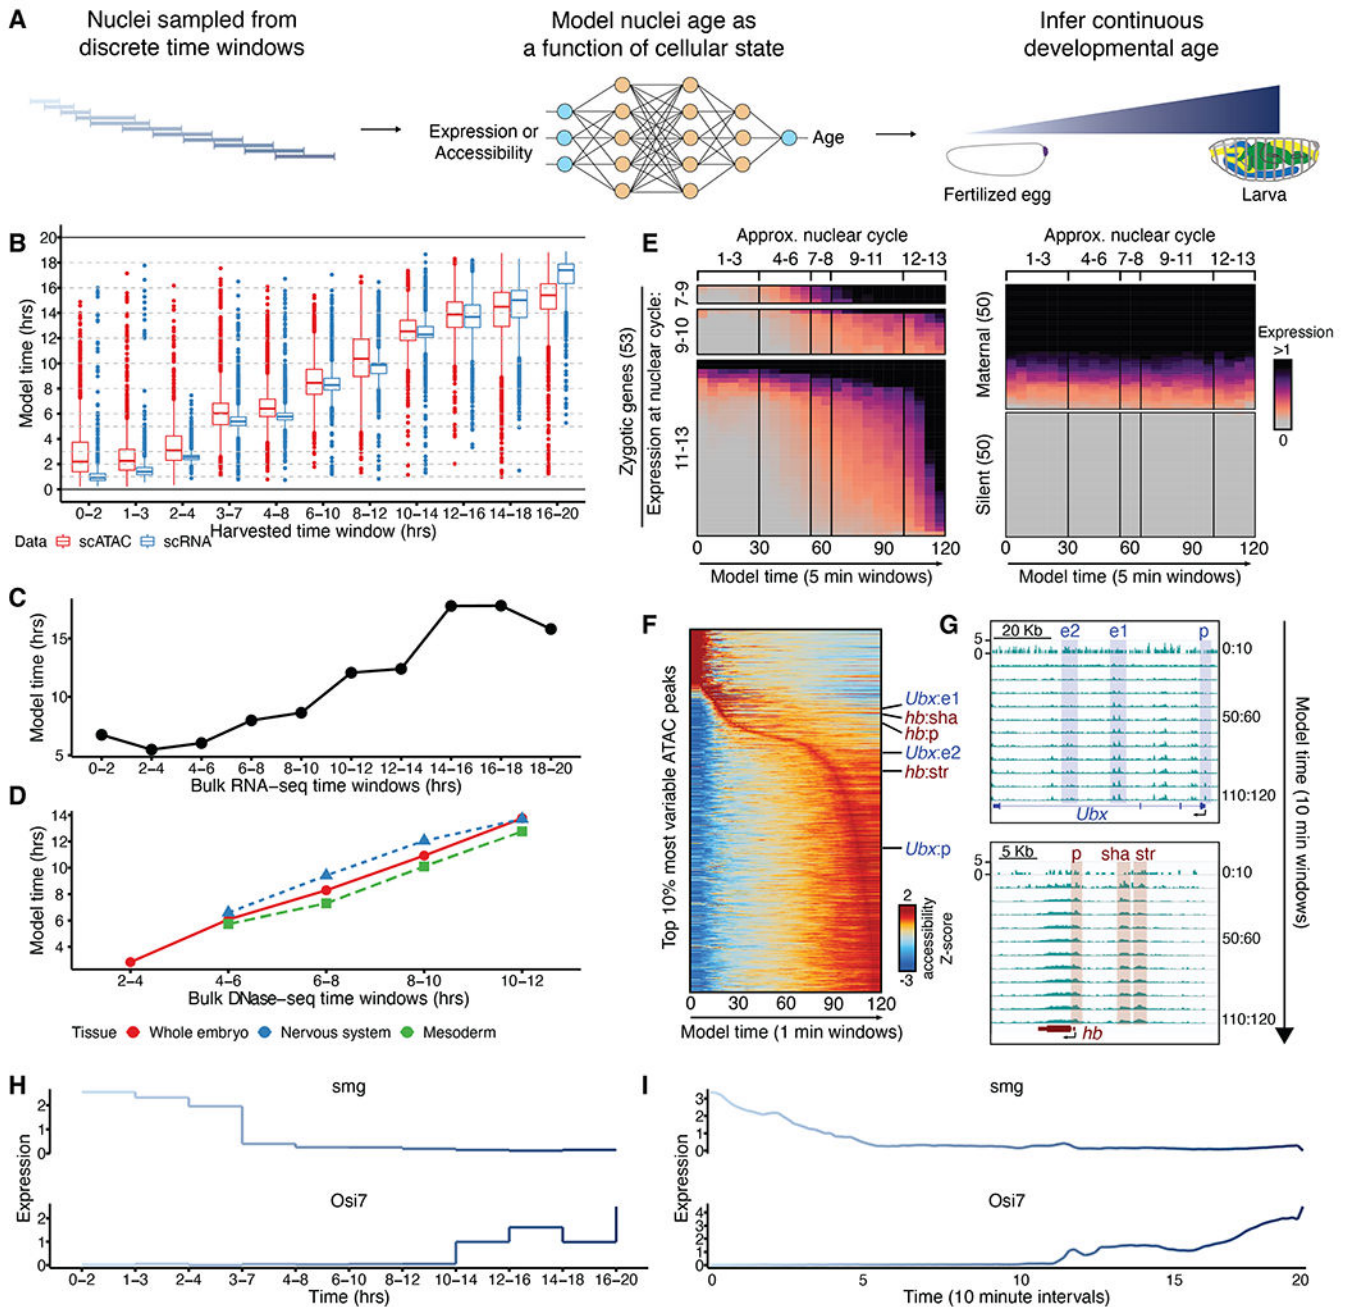 A
Nuclei sampled from
discrete time windows
Model nuclei age as
a function of cellular state
Infer continuous
developmental age
Expression or
Accessibility
Age
Fertilized egg
Larva
B
Model time (hrs)
20
18
16
14
12
10
8
6
4
2
0
0–2 1–3 2–4 3–7 4–8 6–10 8–12 10–14 12–16 14–18 16–20
Harvested time window (hrs)
Data scATAC scRNA
C
Model time (hrs)
15
10
5
0–2 2–4 4–6 6–8 8–10 10–12 12–14 14–16 16–18 18–20
Bulk RNA–seq time windows (hrs)
D
Model time (hrs)
14
12
10
8
6
4
2–4 4–6 6–8 8–10 10–12
Bulk DNase–seq time windows (hrs)
Tissue Whole embryo Nervous system Mesoderm
E
Approx. nuclear cycle
1-3 4-6 7-8 9-11 12-13
Zygotic genes (53)
Expression at nuclear cycle:
7-9
9-10
11-13
0 30 60 90 120
Model time (5 min windows)
Approx. nuclear cycle
1-3 4-6 7-8 9-11 12-13
Maternal (50)
Silent (50)
0 30 60 90 120
Model time (5 min windows)
Expression
>1
0
F
Top 10% most variable ATAC peaks
Ubx:e1
hb:sha
hb:p
Ubx:e2
hb:str
Ubx:p
2
-3
accessibility
Z-score
0 30 60 90 120
Model time (1 min windows)
G
20 Kb e2 e1 p
5
0
0:10
50:60
110:120
Ubx
5 Kb p sha str
5
0
0:10
50:60
110:120
hb
Model time (10 min windows)
H
smg
2
1
0
Expression
Osi7
2
1
0
0–2 1–3 2–4 3–7 4–8 6–10 8–12 10–14 12–16 14–18 16–20
Time (hrs)
I
smg
3
2
1
0
Expression
Osi7
4
3
2
1
0
0 5 10 15 20
Time (10 minute intervals)